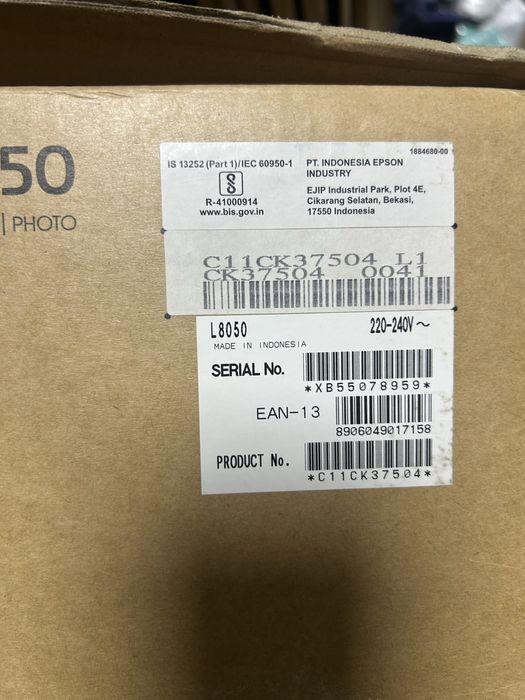 50
| PHOTO
1884680-00
IS 13252 (Part 1)/IEC 60950-1
R-41000914
www.bis.gov.in
PT. INDONESIA EPSON
INDUSTRY
EJIP Industrial Park, Plot 4E,
Cikarang Selatan, Bekasi,
17550 Indonesia
C11CK37504 L1
CK37504 0041
L8050 220-240V~
MADE IN INDONESIA
SERIAL No.
*XB55078959*
EAN-13
8906049017158
PRODUCT No.
*C11CK37504*